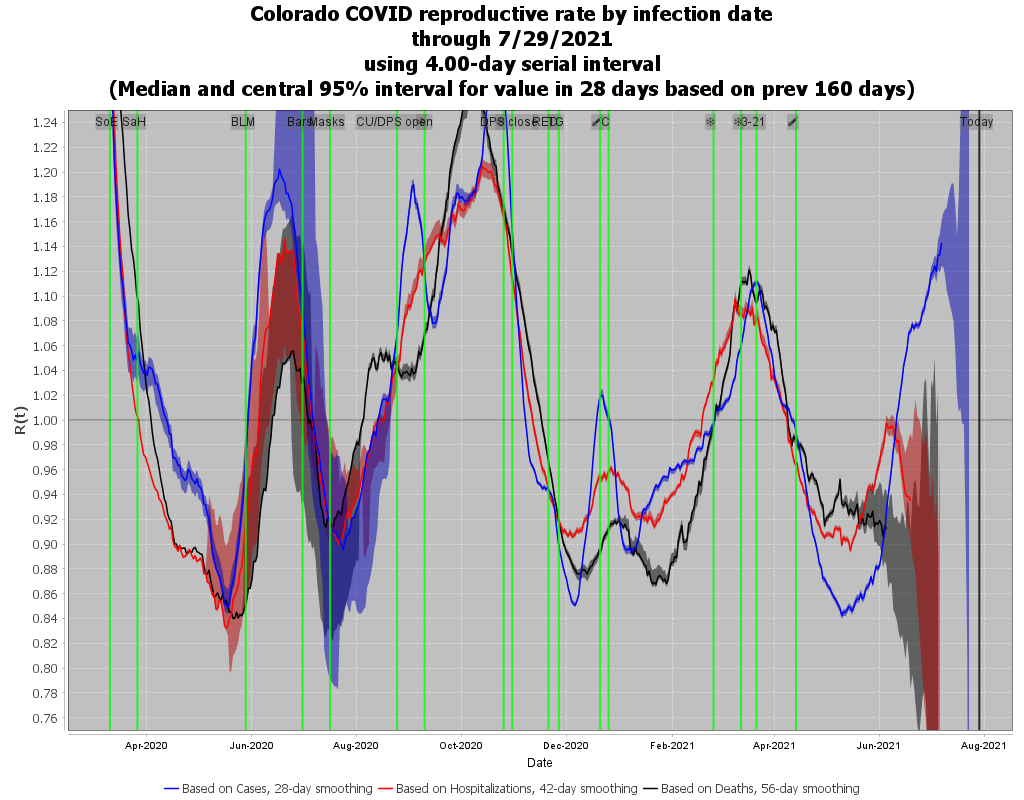 Colorado COVID reproductive rate by infection date
through 7/29/2021
using 4.00-day serial interval
(Median and central 95% interval for value in 28 days based on prev 160 days)
SoE SaH BLM Bars Masks CU/DPS open Today
1.24
1.22
1.20
1.18
1.16
1.14
1.12
1.10
1.08
1.06
1.04
1.02
1.00
0.98
0.96
0.94
0.92
0.90
0.88
0.86
0.84
0.82
0.80
0.78
0.76
R(t)
Apr-2020 Jun-2020 Aug-2020 Oct-2020 Dec-2020 Feb-2021 Apr-2021 Jun-2021 Aug-2021
Date
Based on Cases, 28-day smoothing Based on Hospitalizations, 42-day smoothing Based on Deaths, 56-day smoothing